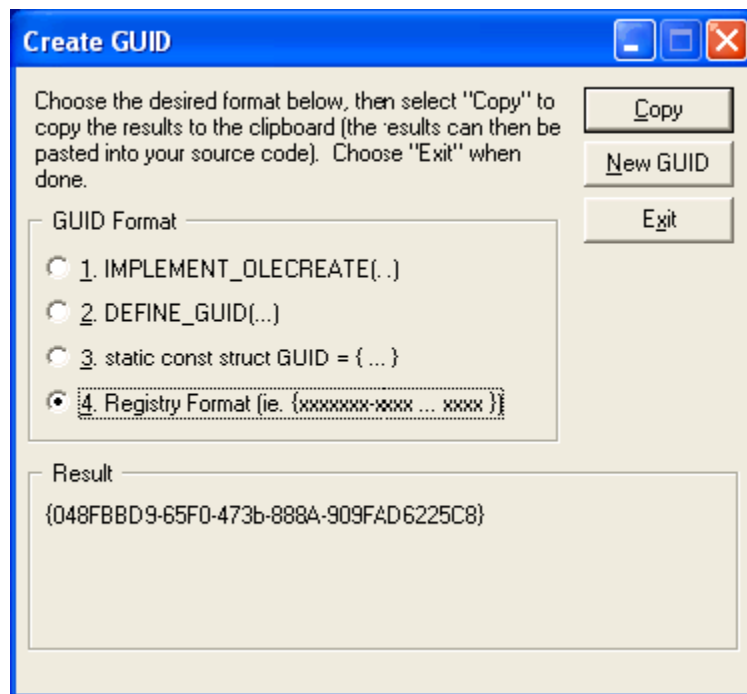 Create GUID
Choose the desired format below, then select "Copy" to
copy the results to the clipboard (the results can then be
pasted into your source code).  Choose "Exit" when
done.
Copy
New GUID
Exit
GUID Format
1. IMPLEMENT_OLECREATE(. .)
2. DEFINE_GUID(...)
3. static const struct GUID = { ... }
4. Registry Format (ie. {xxxxxxx-xxxx ... xxxx })
Result
{048FBBD9-65F0-473b-888A-909FAD6225C8}